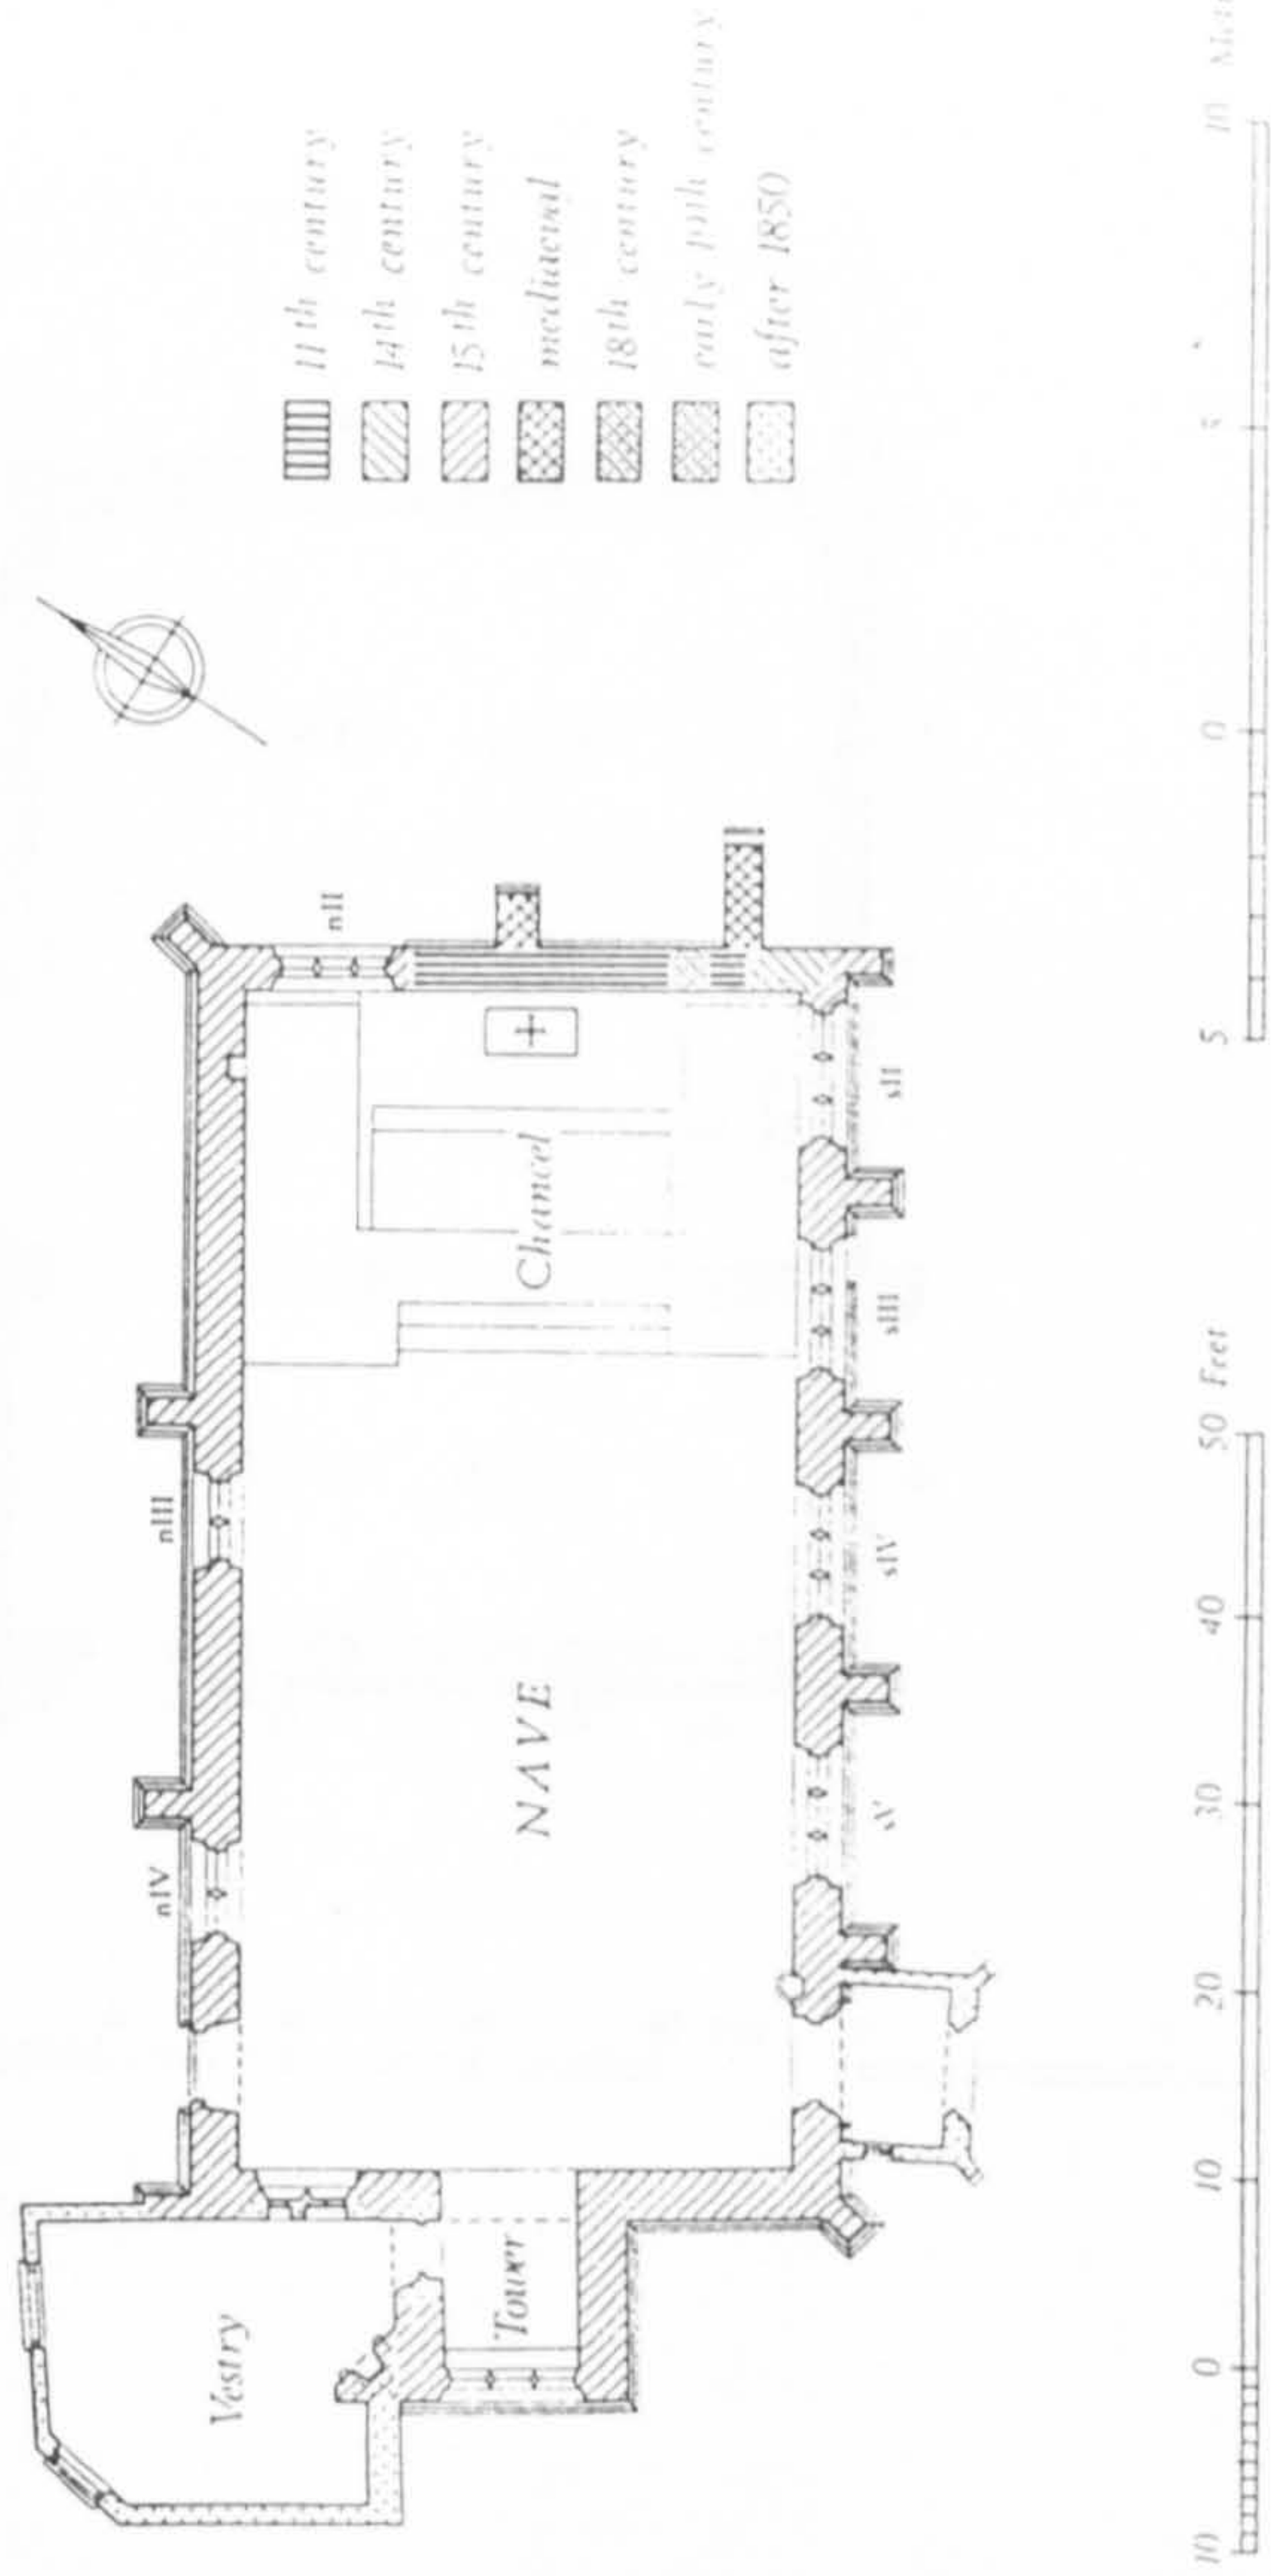 11th century
14th century
15th century
mediaeval
18th century
early 19th century
after 1850
nII
nIII
nIV
sII
sIII
sIV
sV
Chancel
NAVE
Tower
Vestry
10 0 10 20 30 40 50 Feet
5 0 5 10